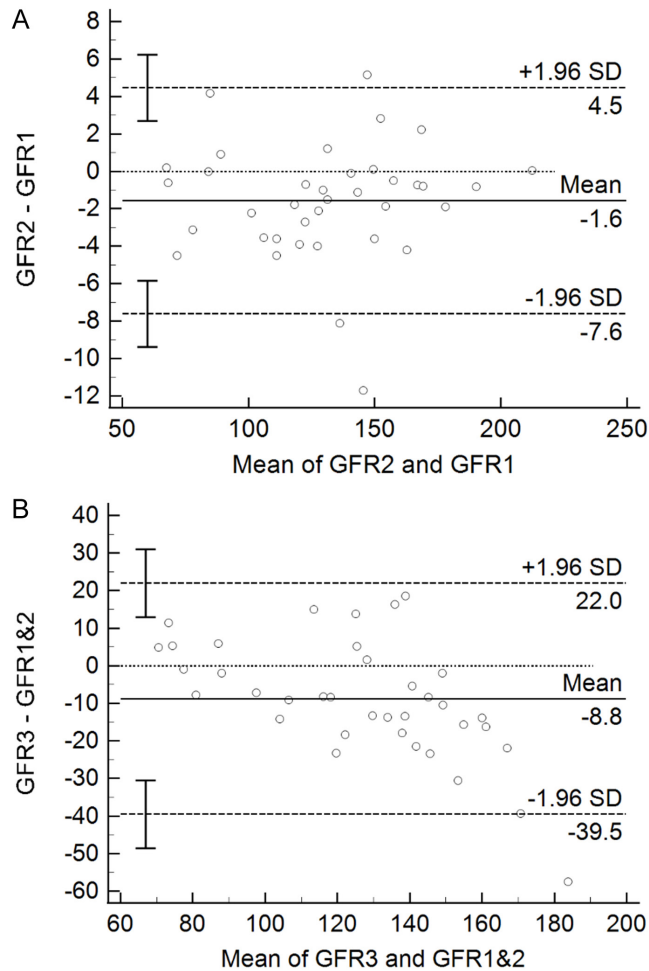 A
8
6
4
2
0
-2
-4
-6
-8
-10
-12
GFR2 - GFR1
+1.96 SD
4.5
Mean
-1.6
-1.96 SD
-7.6
50 100 150 200 250
Mean of GFR2 and GFR1
B
40
30
20
10
0
-10
-20
-30
-40
-50
-60
GFR3 - GFR1&2
+1.96 SD
22.0
Mean
-8.8
-1.96 SD
-39.5
60 80 100 120 140 160 180 200
Mean of GFR3 and GFR1&2